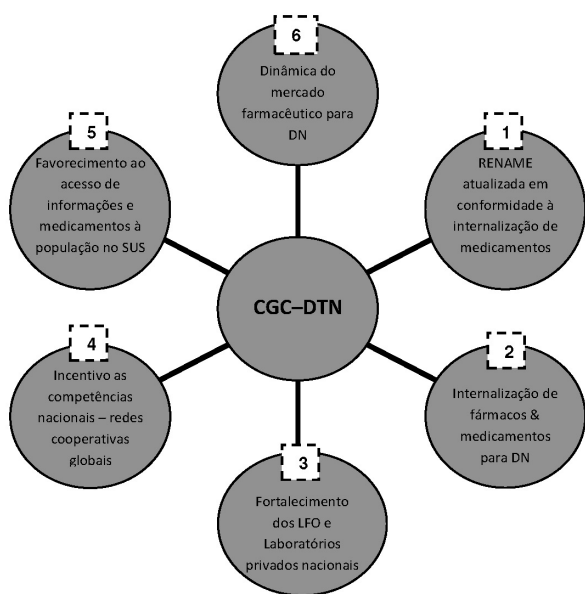 6
Dinâmica do
mercado
farmacêutico para
DN
1
RENAME
atualizada em
conformidade à
internalização de
medicamentos
2
Internalização de
fármacos &
medicamentos
para DN
3
Fortalecimento
dos LFO e
Laboratórios
privados nacionais
4
Incentivo as
competências
nacionais – redes
cooperativas
globais
5
Favorecimento ao
acesso de
informações e
medicamentos à
população no SUS
CGC–DTN